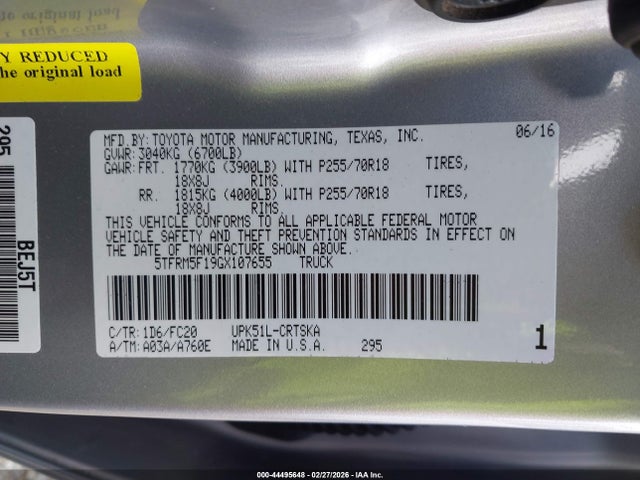 Y REDUCED
he original load
295
BEJ5T
MFD.BY:TOYOTA MOTOR MANUFACTURING, TEXAS, INC. 06/16
GVWR:3040KG (6700LB)
GAWR:FRT. 1770KG (3900LB) WITH P255/70R18 TIRES,
18X8J RIMS.
RR. 1815KG (4000LB) WITH P255/70R18 TIRES,
18X8J RIMS.
THIS VEHICLE CONFORMS TO ALL APPLICABLE FEDERAL MOTOR
VEHICLE SAFETY AND THEFT PREVENTION STANDARDS IN EFFECT ON
THE DATE OF MANUFACTURE SHOWN ABOVE.
5TFRM5F19GX107655 TRUCK
C/TR:1D6/FC20 UPK51L-CRTSKA
A/TM:A03A/A760E MADE IN U.S.A. 295 1
000-44495648 - 02/27/2026 - IAA Inc.